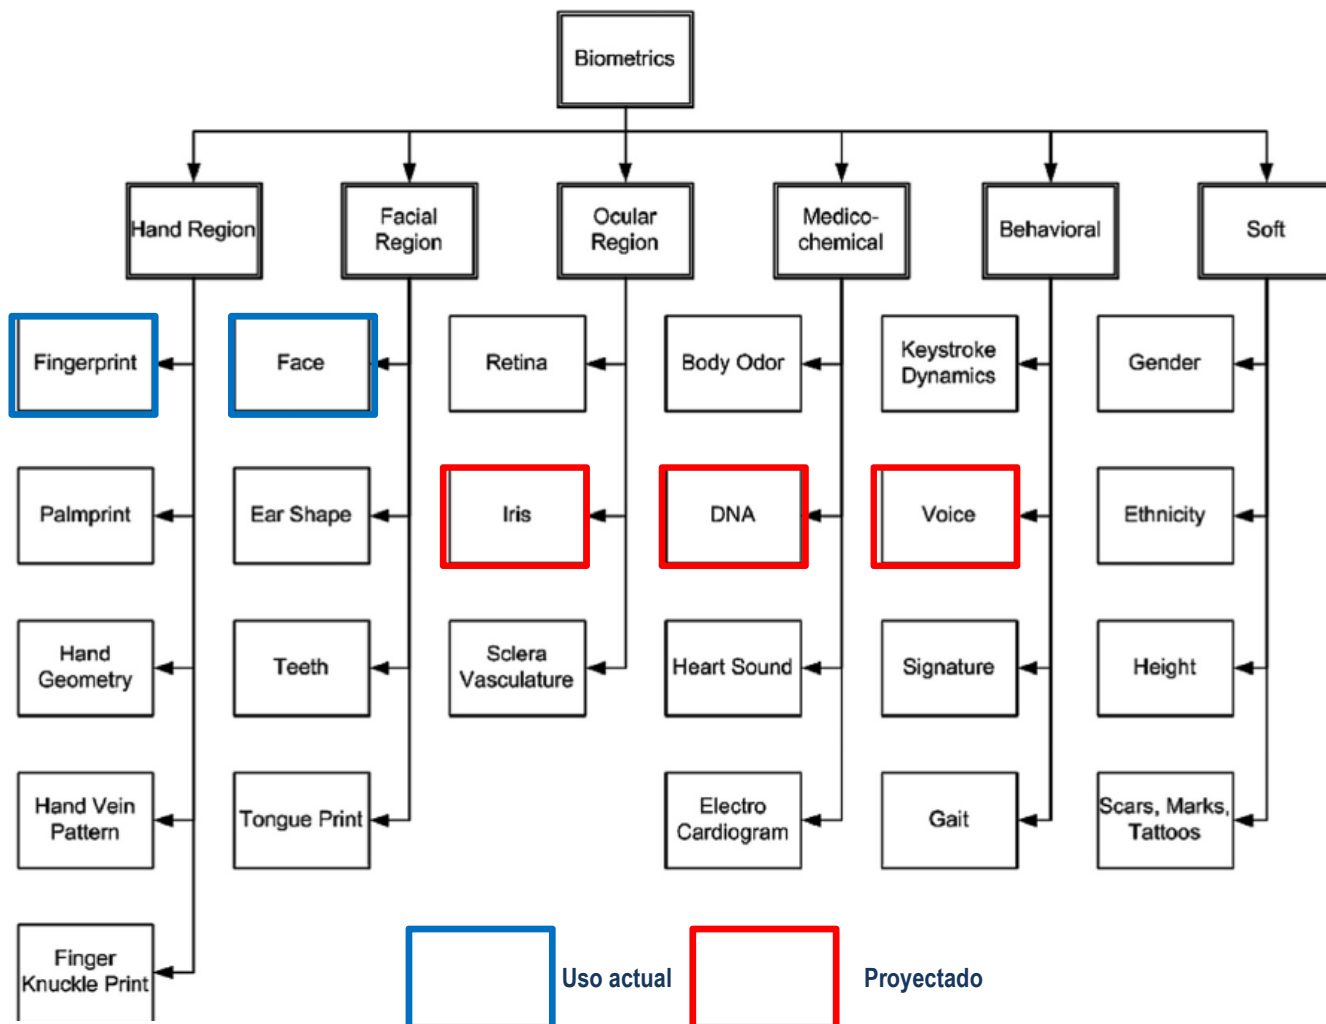 Biometrics
Hand Region
Facial
Region
Ocular
Region
Medico-
chemical
Behavioral
Soft
Fingerprint
Face
Retina
Body Odor
Keystroke
Dynamics
Gender
Palmprint
Ear Shape
Iris
DNA
Voice
Ethnicity
Hand
Geometry
Teeth
Sclera
Vasculature
Heart Sound
Signature
Height
Hand Vein
Pattern
Tongue Print
Electro
Cardiogram
Gait
Scars, Marks,
Tattoos
Finger
Knuckle Print
Uso actual
Proyectado